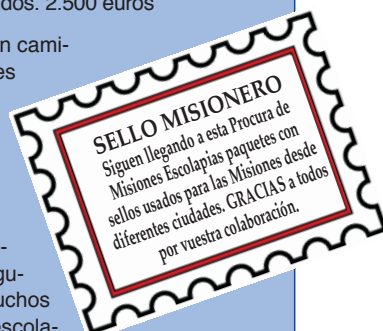 dos. 2.500 euros
n cami-
es
SELLO MISIONERO
Siguen llegando a esta Procura de
Misiones Escolapias paquetes con
sellos usados para las Misiones desde
diferentes ciudades. GRACIAS a todos
por vuestra colaboración.
-
gu-
uchos
escola-